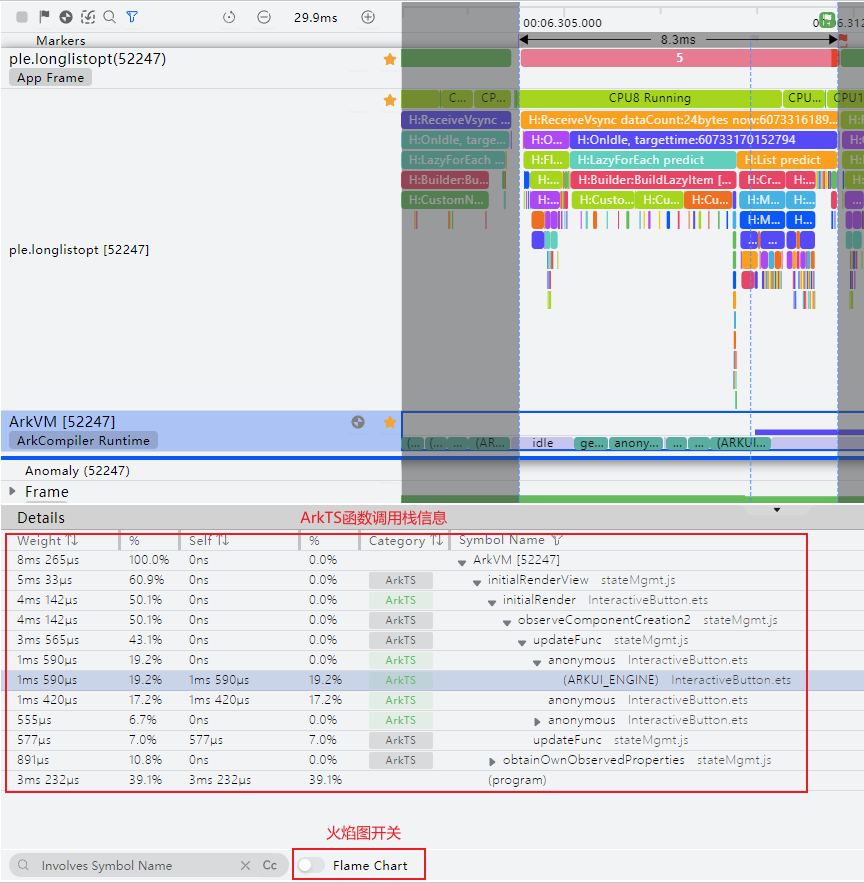 29.9ms
00:06.305.000
Markers
8.3ms
ple.longlistopt(52247)
5
App Frame
C... CP... CPU8 Running CPU... CPU1
H:ReceiveVsync ... H:ReceiveVsync dataCount:24bytes now:6073316189...
H:OnIdle, targe... H:O... H:OnIdle, targettime:60733170152794
H:LazyForEach ... H:Fl... H:LazyForEach predict H:List predict
H:Builder:Bu... H:... H:Builder:BuildLazyItem [... H:Cr... H:...
H:CustomN... H:... H:Custo... H:Cu... H:Cu... H:M... H:...
H:M... H:...
... ...
ple.longlistopt [52247]
ArkVM [52247]
ArkCompiler Runtime
(... (... ... (AR... idle ge... anony... ... ... (ARKUI...
Anomaly (52247)
Frame
Details
ArkTS函数调用栈信息
Weight % Self % Category Symbol Name
8ms 265μs 100.0% 0ns 0.0% ArkVM [52247]
5ms 33μs 60.9% 0ns 0.0% ArkTS initialRenderView stateMgmt.js
4ms 142μs 50.1% 0ns 0.0% ArkTS initialRender InteractiveButton.ets
4ms 142μs 50.1% 0ns 0.0% ArkTS observeComponentCreation2 stateMgmt.js
3ms 565μs 43.1% 0ns 0.0% ArkTS updateFunc stateMgmt.js
1ms 590μs 19.2% 0ns 0.0% ArkTS anonymous InteractiveButton.ets
1ms 590μs 19.2% 1ms 590μs 19.2% ArkTS (ARKUI_ENGINE) InteractiveButton.ets
1ms 420μs 17.2% 1ms 420μs 17.2% ArkTS anonymous InteractiveButton.ets
555μs 6.7% 0ns 0.0% ArkTS anonymous InteractiveButton.ets
577μs 7.0% 577μs 7.0% ArkTS updateFunc stateMgmt.js
891μs 10.8% 0ns 0.0% ArkTS obtainOwnObservedProperties stateMgmt.js
3ms 232μs 39.1% 3ms 232μs 39.1% (program)
火焰图开关
Involves Symbol Name Cc Flame Chart